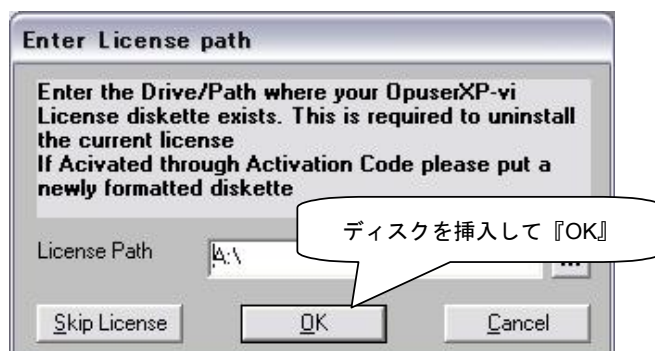 Enter License path
Enter the Drive/Path where your OpuserXP-vi
License diskette exists. This is required to uninstall
the current license
If Acivated through Activation Code please put a
newly formatted diskette
ディスクを挿入して『OK』
License Path
A:\
...
Skip License
OK
Cancel